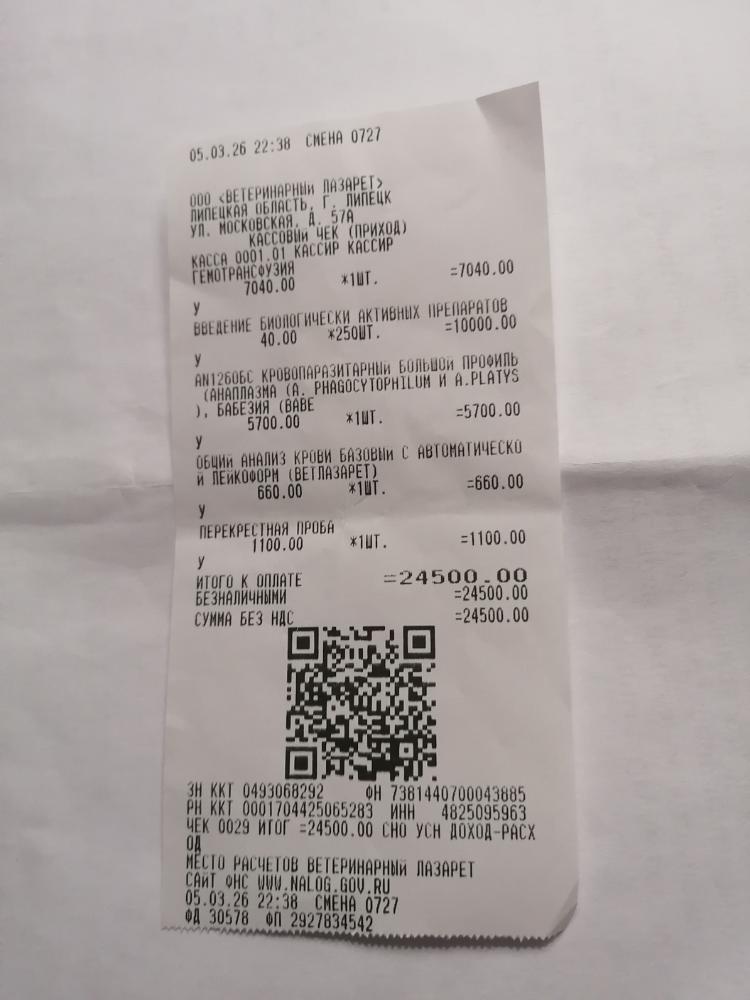 05.03.26 22:38 СМЕНА 0727
ООО <ВЕТЕРИНАРНЫЙ ЛАЗАРЕТ>
ЛИПЕЦКАЯ ОБЛАСТЬ, Г. ЛИПЕЦК
УЛ. МОСКОВСКАЯ, Д. 57А
КАССОВЫЙ ЧЕК (ПРИХОД)
КАССА 0001.01 КАССИР КАССИР
ГЕМОТРАНСФУЗИЯ
7040.00 *1ШТ. =7040.00
У
ВВЕДЕНИЕ БИОЛОГИЧЕСКИ АКТИВНЫХ ПРЕПАРАТОВ
40.00 *250ШТ. =10000.00
У
AN1260БС КРОВОПАРАЗИТАРНЫЙ БОЛЬШОЙ ПРОФИЛЬ
(АНАПЛАЗМА (A. PHAGOCYTOPHILUM И A.PLATYS
), БАБЕЗИЯ (BABE
5700.00 *1ШТ. =5700.00
У
ОБЩИЙ АНАЛИЗ КРОВИ БАЗОВЫЙ С АВТОМАТИЧЕСКО
Й ЛЕЙКОФОРМ (ВЕТЛАЗАРЕТ)
660.00 *1ШТ. =660.00
У
ПЕРЕКРЕСТНАЯ ПРОБА
1100.00 *1ШТ. =1100.00
У
ИТОГО К ОПЛАТЕ =24500.00
БЕЗНАЛИЧНЫМИ =24500.00
СУММА БЕЗ НДС =24500.00
ЗН ККТ 0493068292 ФН 7381440700043885
РН ККТ 0001704425065283 ИНН 4825095963
ЧЕК 0029 ИТОГ =24500.00 СНО УСН ДОХОД-РАСХ
ОД
МЕСТО РАСЧЕТОВ ВЕТЕРИНАРНЫЙ ЛАЗАРЕТ
САЙТ ФНС WWW.NALOG.GOV.RU
05.03.26 22:38 СМЕНА 0727
ФД 30578 ФП 2927834542